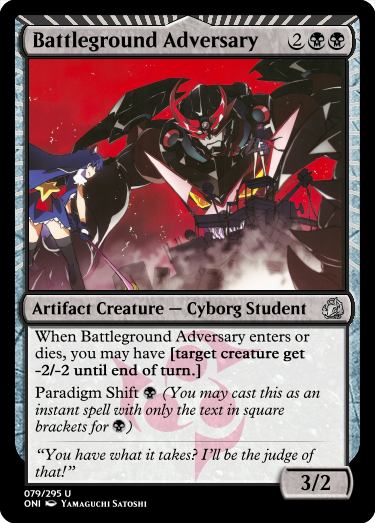 Battleground Adversary 2
Artifact Creature — Cyborg Student
When Battleground Adversary enters or
dies, you may have [target creature get
-2/-2 until end of turn.]
Paradigm Shift (You may cast this as an
instant spell with only the text in square
brackets for )
“You have what it takes? I'll be the judge of
that!”
3/2
079/295 U
ONI Yamaguchi Satoshi